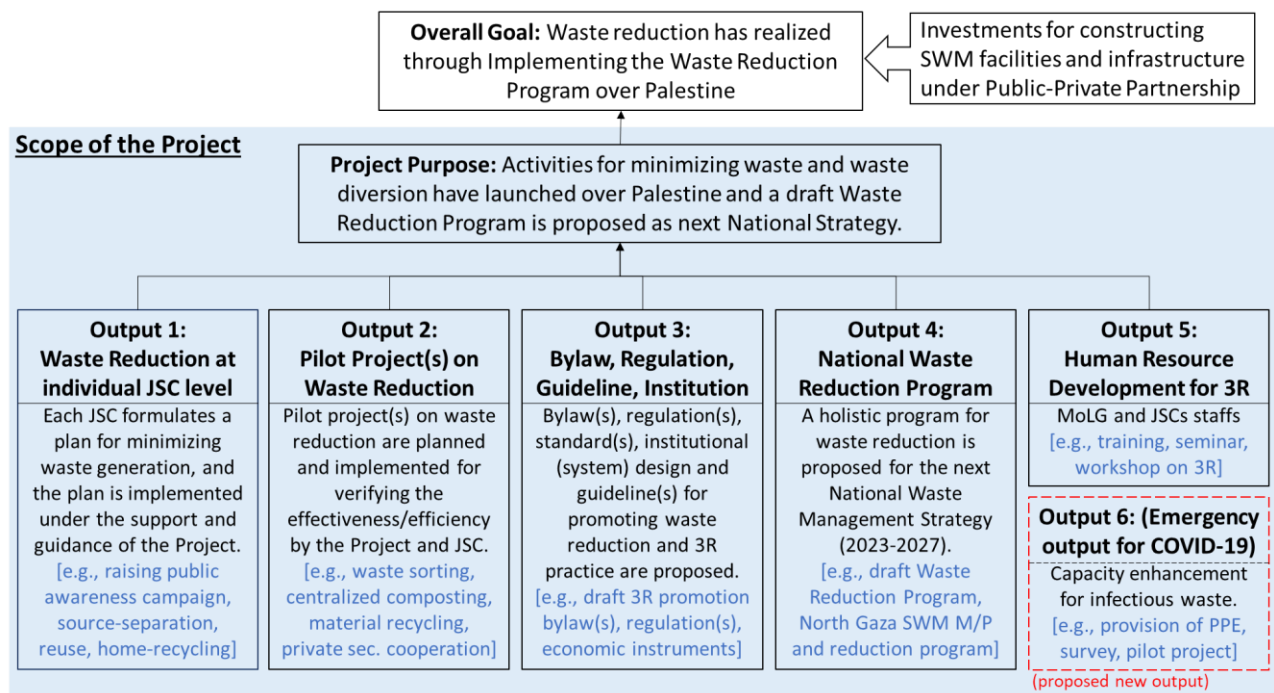 Overall Goal: Waste reduction has realized
through Implementing the Waste Reduction
Program over Palestine
Investments for constructing
SWM facilities and infrastructure
under Public-Private Partnership
Scope of the Project
Project Purpose: Activities for minimizing waste and waste
diversion have launched over Palestine and a draft Waste
Reduction Program is proposed as next National Strategy.
Output 1:
Waste Reduction at
individual JSC level
Each JSC formulates a
plan for minimizing
waste generation, and
the plan is implemented
under the support and
guidance of the Project.
[e.g., raising public
awareness campaign,
source-separation,
reuse, home-recycling]
Output 2:
Pilot Project(s) on
Waste Reduction
Pilot project(s) on waste
reduction are planned
and implemented for
verifying the
effectiveness/efficiency
by the Project and JSC.
[e.g., waste sorting,
centralized composting,
material recycling,
private sec. cooperation]
Output 3:
Bylaw, Regulation,
Guideline, Institution
Bylaw(s), regulation(s),
standard(s), institutional
(system) design and
guideline(s) for
promoting waste
reduction and 3R
practice are proposed.
[e.g., draft 3R promotion
bylaw(s), regulation(s),
economic instruments]
Output 4:
National Waste
Reduction Program
A holistic program for
waste reduction is
proposed for the next
National Waste
Management Strategy
(2023-2027).
[e.g., draft Waste
Reduction Program,
North Gaza SWM M/P
and reduction program]
Output 5:
Human Resource
Development for 3R
MoLG and JSCs staffs
[e.g., training, seminar,
workshop on 3R]
Output 6: (Emergency
output for COVID-19)
Capacity enhancement
for infectious waste.
[e.g., provision of PPE,
survey, pilot project]
(proposed new output)